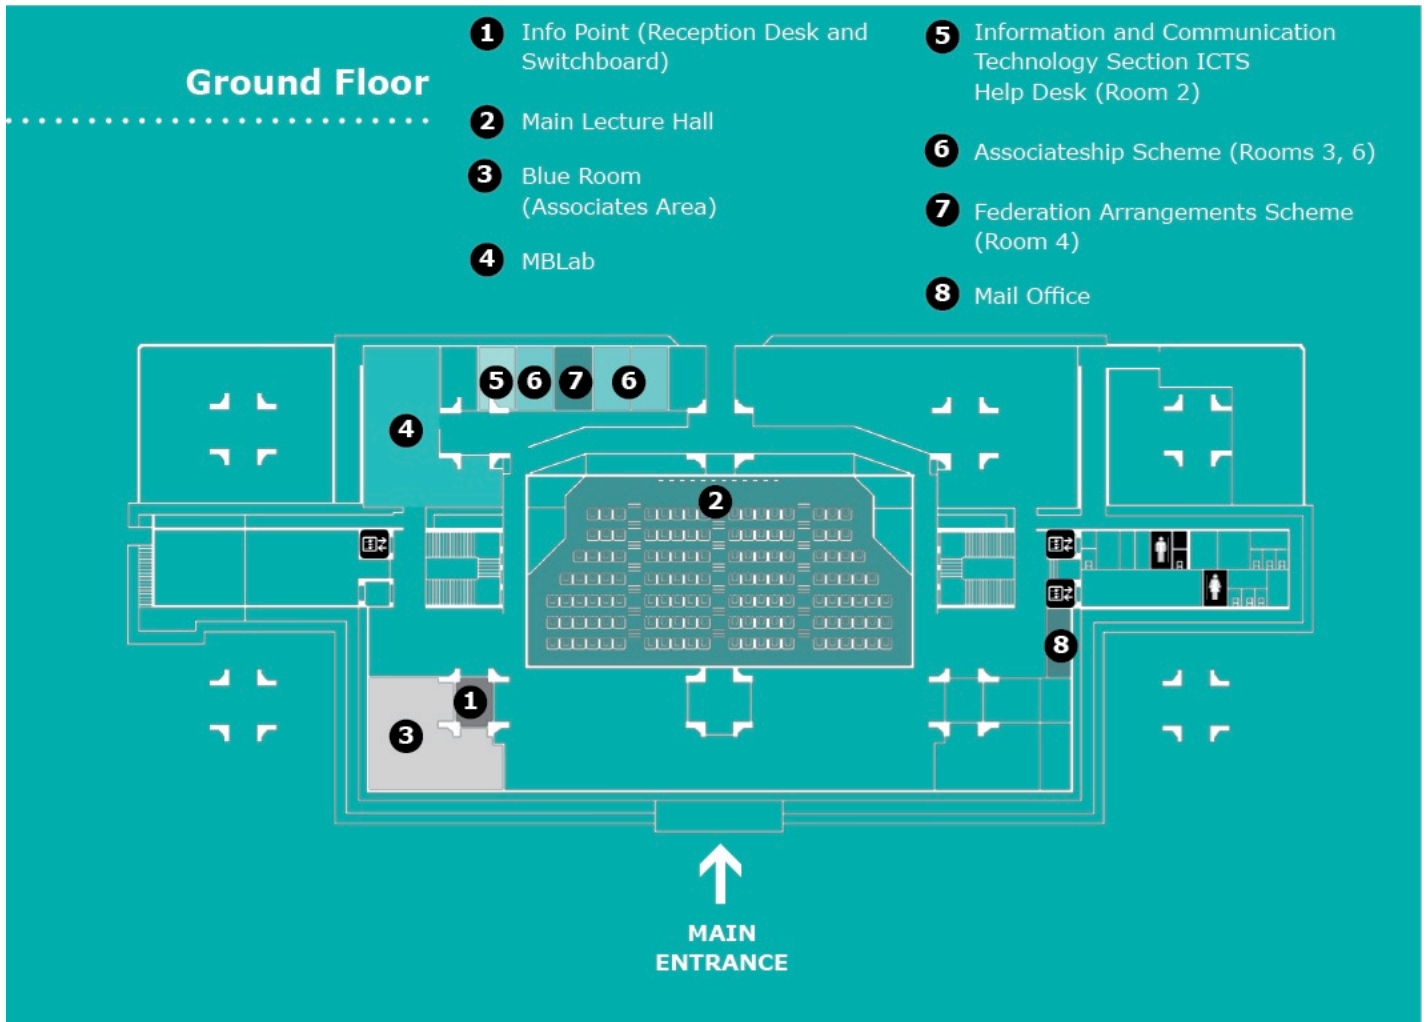 Ground Floor
1 Info Point (Reception Desk and
Switchboard)
2 Main Lecture Hall
3 Blue Room
(Associates Area)
4 MBLab
5 Information and Communication
Technology Section ICTS
Help Desk (Room 2)
6 Associateship Scheme (Rooms 3, 6)
7 Federation Arrangements Scheme
(Room 4)
8 Mail Office
5 6 7 6
4
2
8
1
3
MAIN
ENTRANCE